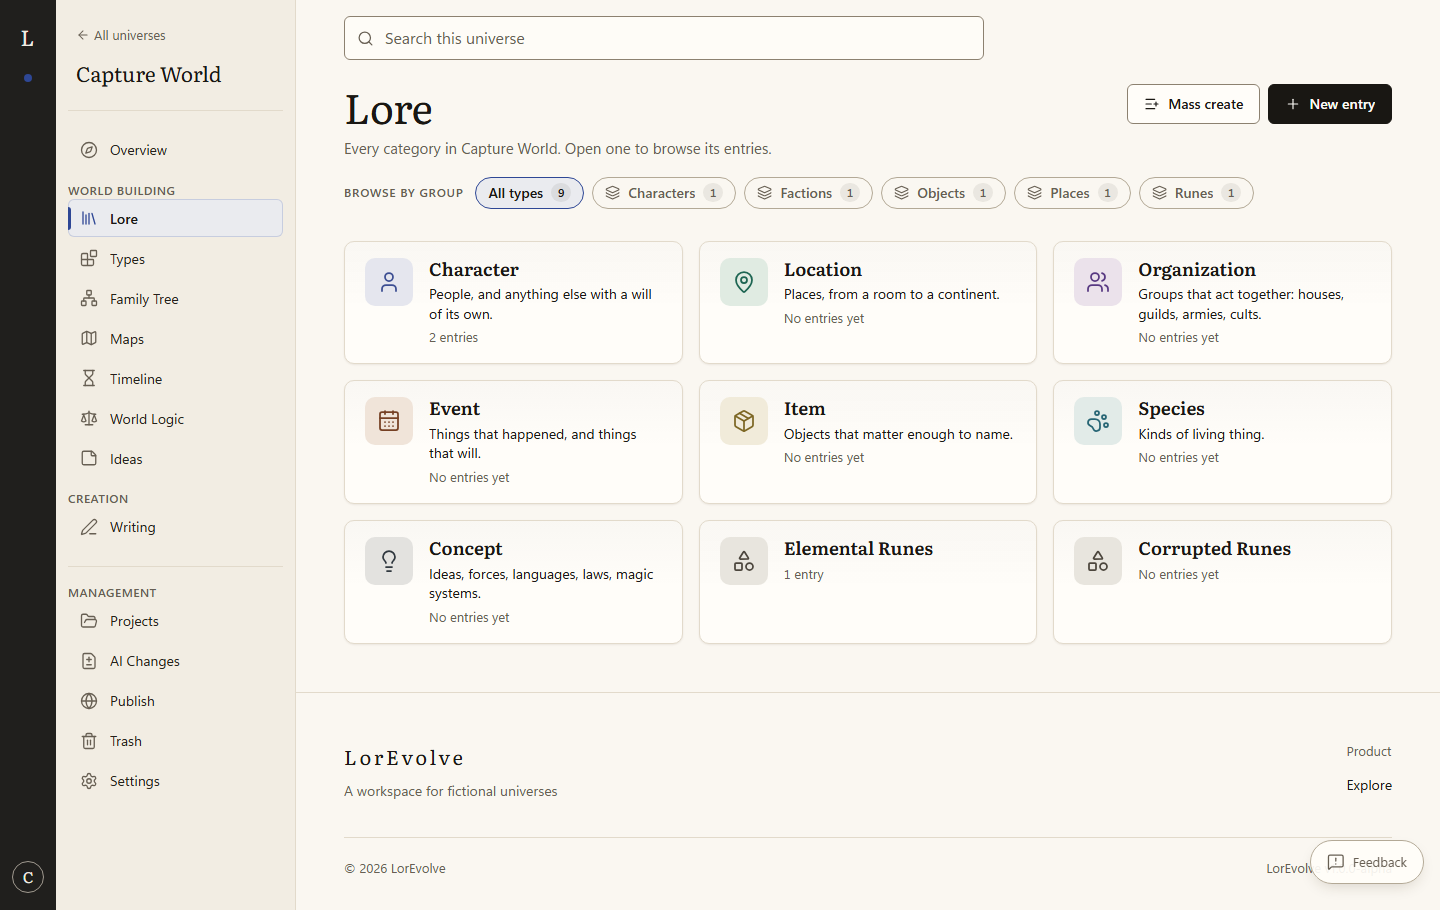 L
← All universes
Capture World
Overview
WORLD BUILDING
Lore
Types
Family Tree
Maps
Timeline
World Logic
Ideas
CREATION
Writing
MANAGEMENT
Projects
AI Changes
Publish
Trash
Settings
C
Search this universe
Lore
Every category in Capture World. Open one to browse its entries.
Mass create
New entry
BROWSE BY GROUP
All types 9
Characters 1
Factions 1
Objects 1
Places 1
Runes 1
Character
People, and anything else with a will
of its own.
2 entries
Location
Places, from a room to a continent.
No entries yet
Organization
Groups that act together: houses,
guilds, armies, cults.
No entries yet
Event
Things that happened, and things
that will.
No entries yet
Item
Objects that matter enough to name.
No entries yet
Species
Kinds of living thing.
No entries yet
Concept
Ideas, forces, languages, laws, magic
systems.
No entries yet
Elemental Runes
1 entry
Corrupted Runes
No entries yet
LorEvolve
A workspace for fictional universes
Product
Explore
© 2026 LorEvolve
Feedback